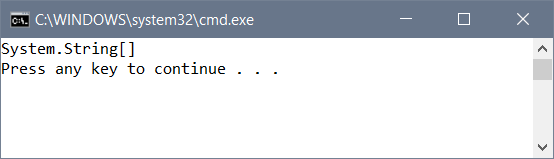 C:\WINDOWS\system32\cmd.exe
System.String[]
Press any key to continue . . .